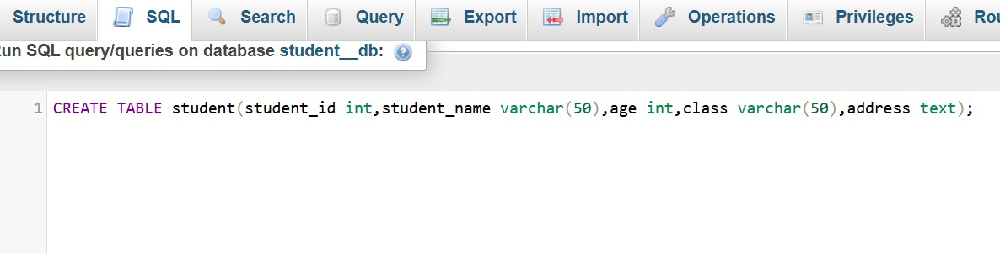 Structure SQL Search Query Export Import Operations Privileges Rou
un SQL query/queries on database student__db:
1 CREATE TABLE student(student_id int,student_name varchar(50),age int,class varchar(50),address text);